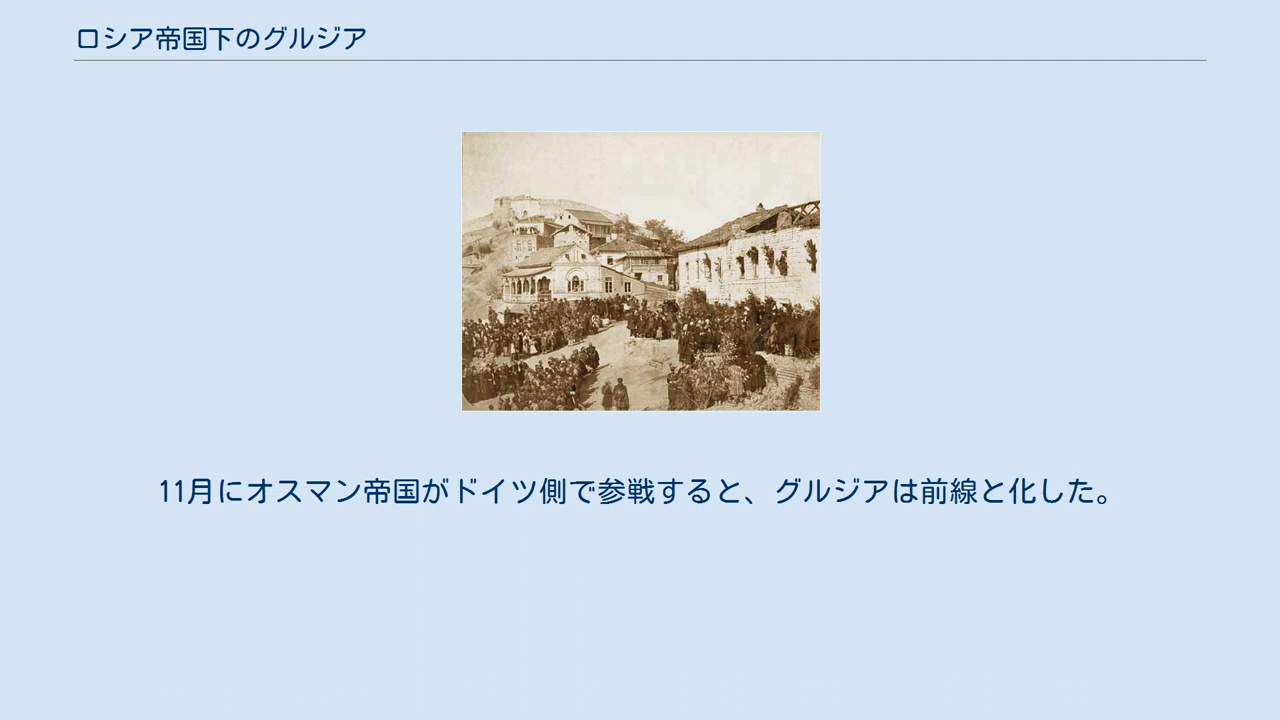 ロシア帝国下のグルジア
11月にオスマン帝国がドイツ側で参戦すると、グルジアは前線と化した。